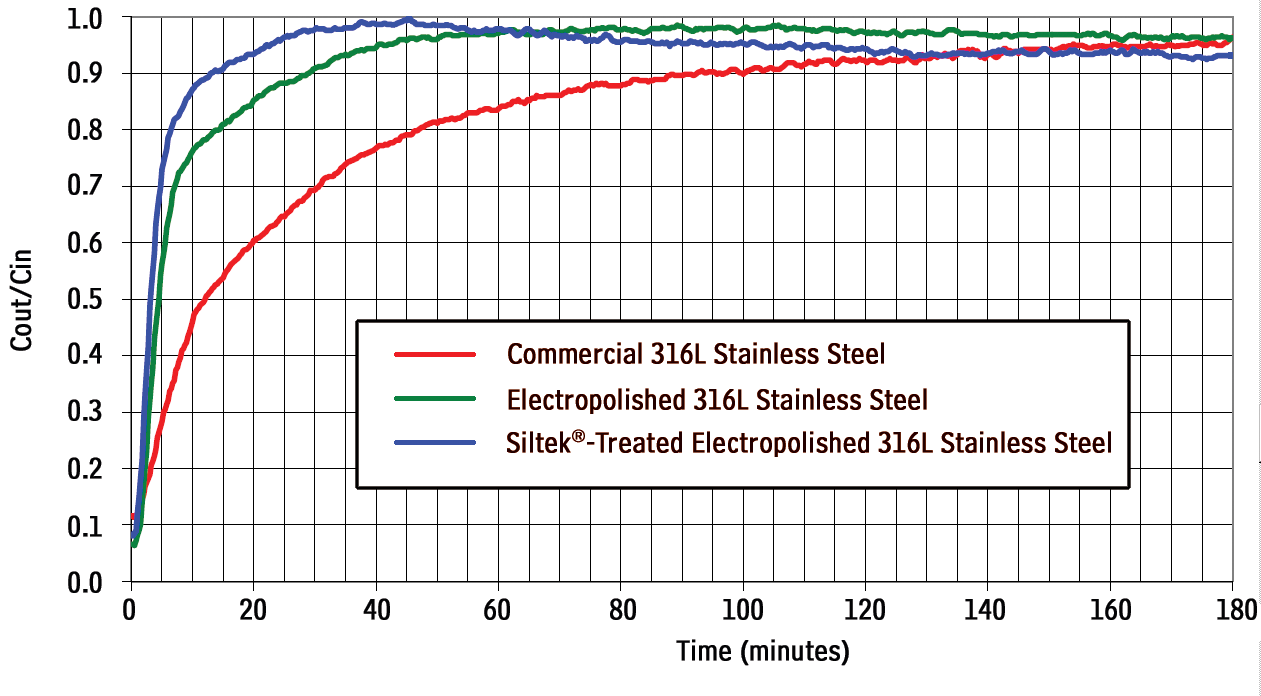 1.0
0.9
0.8
0.7
0.6
0.5
0.4
0.3
0.2
0.1
0.0
Cout/Cin
Commercial 316L Stainless Steel
Electropolished 316L Stainless Steel
Siltek®-Treated Electropolished 316L Stainless Steel
0 20 40 60 80 100 120 140 160 180
Time (minutes)